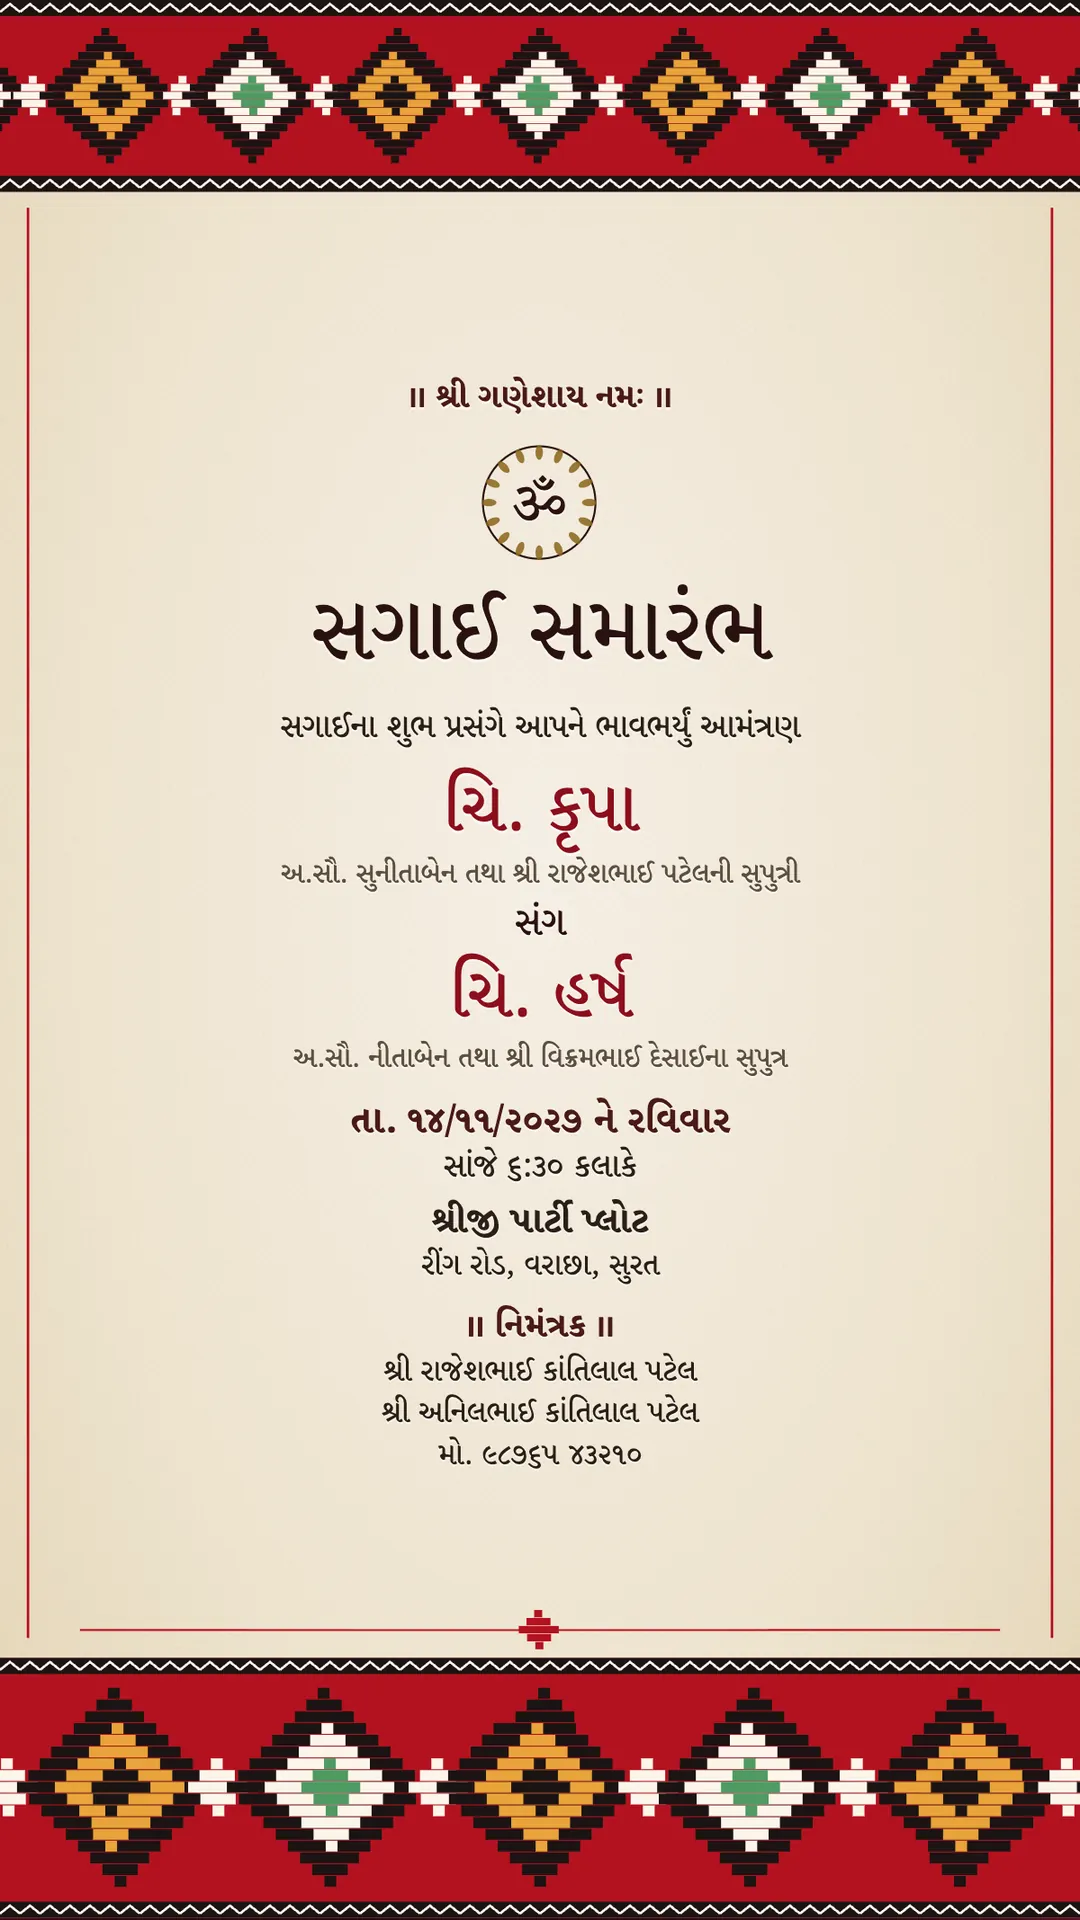 ॥ શ્રી ગણેશાય નમઃ ॥
ૐ
સગાઈ સમારંભ
સગાઈના શુભ પ્રસંગે આપને ભાવભર્યું આમંત્રણ
ચિ. કૃપા
અ.સૌ. સુનીતાબેન તથા શ્રી રાજેશભાઈ પટેલની સુપુત્રી
સંગ
ચિ. હર્ષ
અ.સૌ. નીતાબેન તથા શ્રી વિક્રમભાઈ દેસાઈના સુપુત્ર
તા. ૧૪/૧૧/૨૦૨૭ ને રવિવાર
સાંજે ૬:૩૦ કલાકે
શ્રીજી પાર્ટી પ્લોટ
રીંગ રોડ, વરાછા, સુરત
॥ નિમંત્રક ॥
શ્રી રાજેશભાઈ કાંતિલાલ પટેલ
શ્રી અનિલભાઈ કાંતિલાલ પટેલ
મો. ૯૮૭૬૫ ૪૩૨૧૦